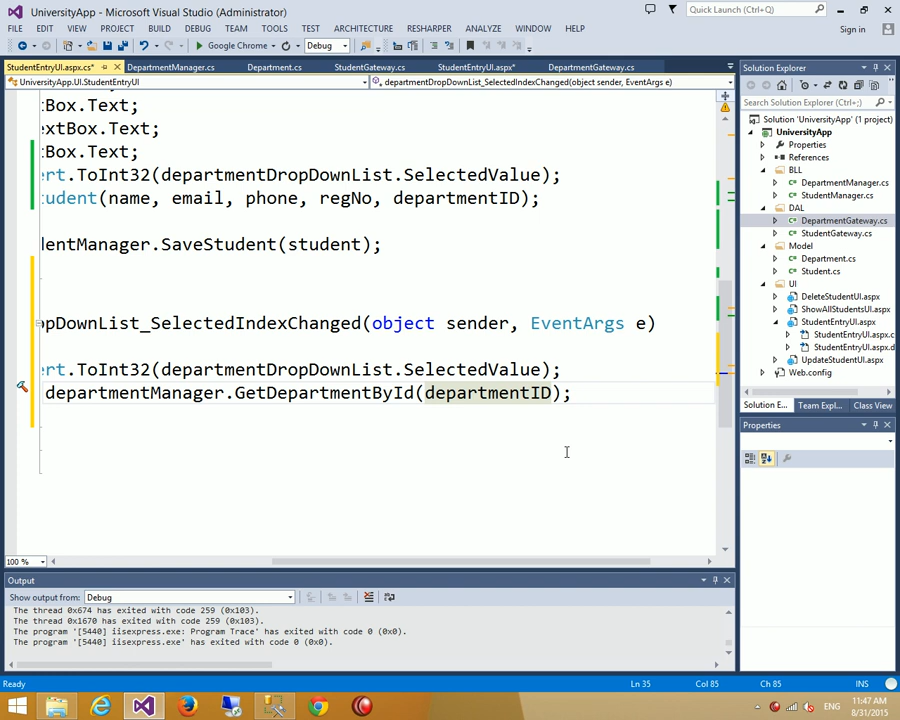 UniversityApp - Microsoft Visual Studio (Administrator)
Quick Launch (Ctrl+Q)
FILE EDIT VIEW PROJECT BUILD DEBUG TEAM SQL TOOLS TEST ARCHITECTURE RESHARPER ANALYZE WINDOW HELP
Sign in
Google Chrome
Debug
StudentEntryUI.aspx.cs*
DepartmentManager.cs
Department.cs
StudentGateway.cs
StudentEntryUI.aspx*
DepartmentGateway.cs
UniversityApp.UI.StudentEntryUI
departmentDropDownList_SelectedIndexChanged(object sender, EventArgs e)
tBox.Text;
extBox.Text;
tBox.Text;
ert.ToInt32(departmentDropDownList.SelectedValue);
tudent(name, email, phone, regNo, departmentID);
dentManager.SaveStudent(student);
opDownList_SelectedIndexChanged(object sender, EventArgs e)
ert.ToInt32(departmentDropDownList.SelectedValue);
departmentManager.GetDepartmentById(departmentID);
100 %
Solution Explorer
Search Solution Explorer (Ctrl+;)
Solution 'UniversityApp' (1 project)
UniversityApp
Properties
References
BLL
DepartmentManager.cs
StudentManager.cs
DAL
DepartmentGateway.cs
StudentGateway.cs
Model
Department.cs
Student.cs
UI
DeleteStudentUI.aspx
ShowAllStudentsUI.aspx
StudentEntryUI.aspx
StudentEntryUI.aspx.c
StudentEntryUI.aspx.d
UpdateStudentUI.aspx
Web.config
Solution E...
Team Expl...
Class View
Properties
Output
Show output from: Debug
The thread 0x674 has exited with code 259 (0x103).
The thread 0x1670 has exited with code 259 (0x103).
The program '[5440] iisexpress.exe: Program Trace' has exited with code 0 (0x0).
The program '[5440] iisexpress.exe' has exited with code 0 (0x0).
Ready
Ln 35
Col 85
Ch 85
INS
ENG
11:47 AM
8/31/2015